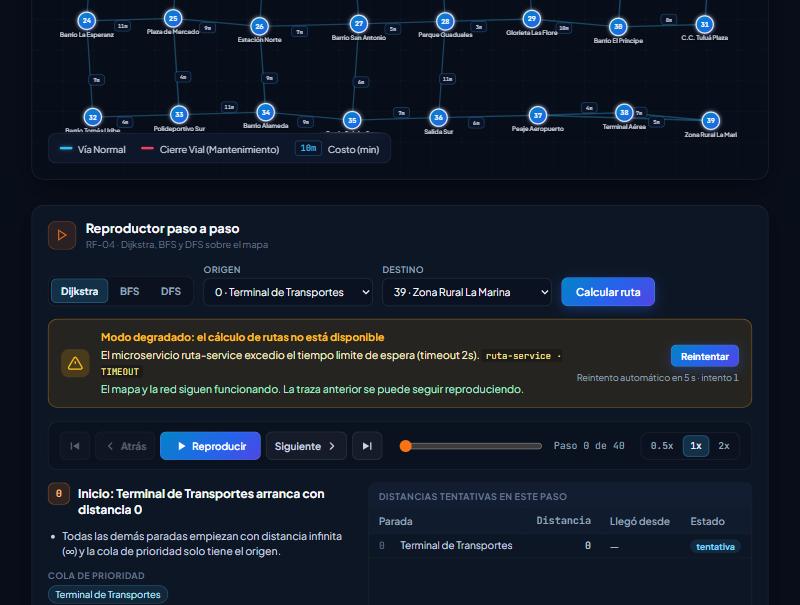 24 25 26 27 28 29 30 31
11m 9m 7m 5m 3m 10m 8m
Barrio La Esperanz Plaza de Mercado Estación Norte Barrio San Antonio Parque Guaduales Glorieta Las Flore Barrio El Príncipe C.C. Tuluá Plaza
7m 4m 9m 6m 11m
32 33 34 35 36 37 38 39
4m 11m 9m 7m 6m 4m 7m 5m
Barrio Tomás Uribe Polideportivo Sur Barrio Alameda Salida Sur Peaje Aeropuerto Terminal Aérea Zona Rural La Mari
Vía Normal Cierre Vial (Mantenimiento) 10m Costo (min)
Reproductor paso a paso
RF-04 · Dijkstra, BFS y DFS sobre el mapa
ORIGEN DESTINO
Dijkstra BFS DFS 0 · Terminal de Transportes 39 · Zona Rural La Marina Calcular ruta
Modo degradado: el cálculo de rutas no está disponible
El microservicio ruta-service excedio el tiempo limite de espera (timeout 2s). ruta-service ·
TIMEOUT
El mapa y la red siguen funcionando. La traza anterior se puede seguir reproduciendo.
Reintentar
Reintento automático en 5 s · intento 1
Atrás Reproducir Siguiente Paso 0 de 40 0.5x 1x 2x
0 Inicio: Terminal de Transportes arranca con
distancia 0
• Todas las demás paradas empiezan con distancia infinita
(∞) y la cola de prioridad solo tiene el origen.
COLA DE PRIORIDAD
Terminal de Transportes
DISTANCIAS TENTATIVAS EN ESTE PASO
Parada Distancia Llegó desde Estado
0 Terminal de Transportes 0 — tentativa